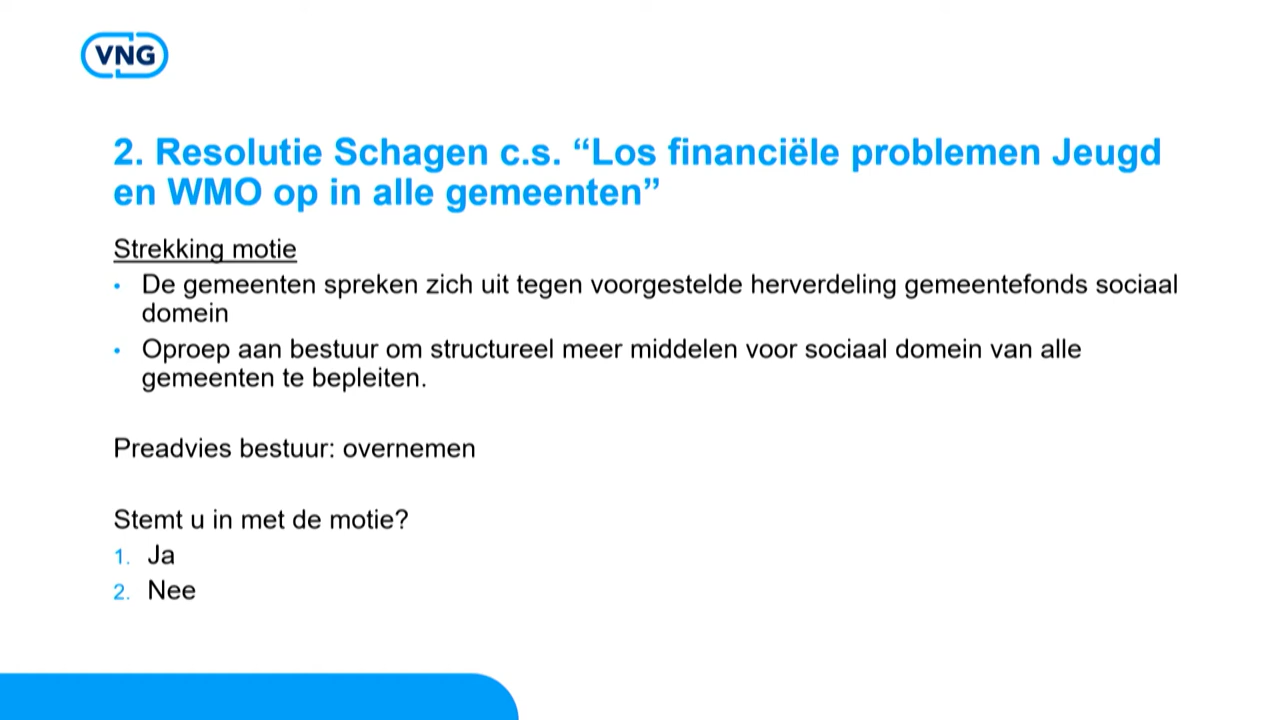 VNG
2. Resolutie Schagen c.s. “Los financiële problemen Jeugd
en WMO op in alle gemeenten”
Strekking motie
• De gemeenten spreken zich uit tegen voorgestelde herverdeling gemeentefonds sociaal
domein
• Oproep aan bestuur om structureel meer middelen voor sociaal domein van alle
gemeenten te bepleiten.
Preadvies bestuur: overnemen
Stemt u in met de motie?
1. Ja
2. Nee